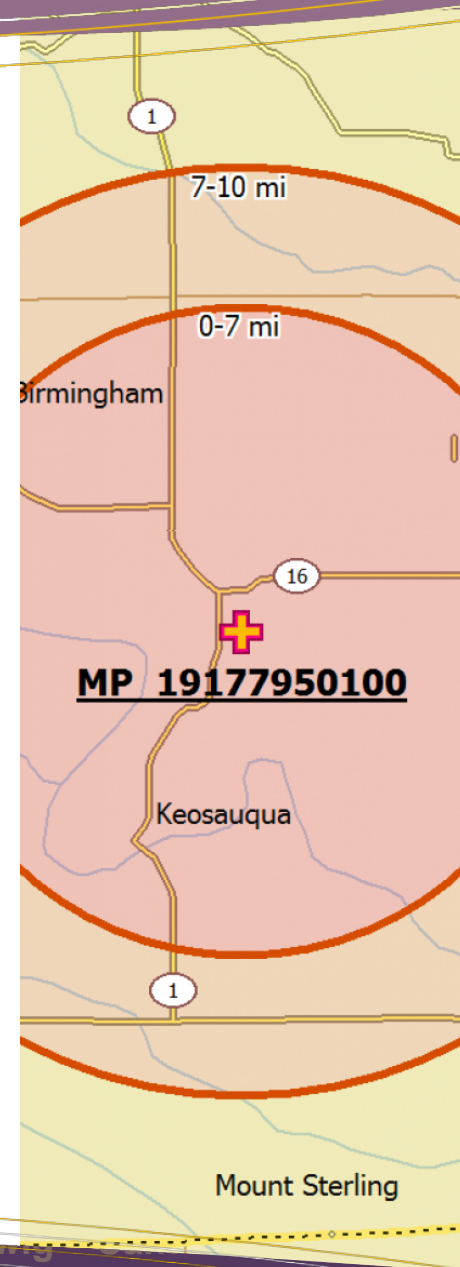 1
7-10 mi
0-7 mi
Birmingham
16
MP 19177950100
Keosauqua
1
Mount Sterling